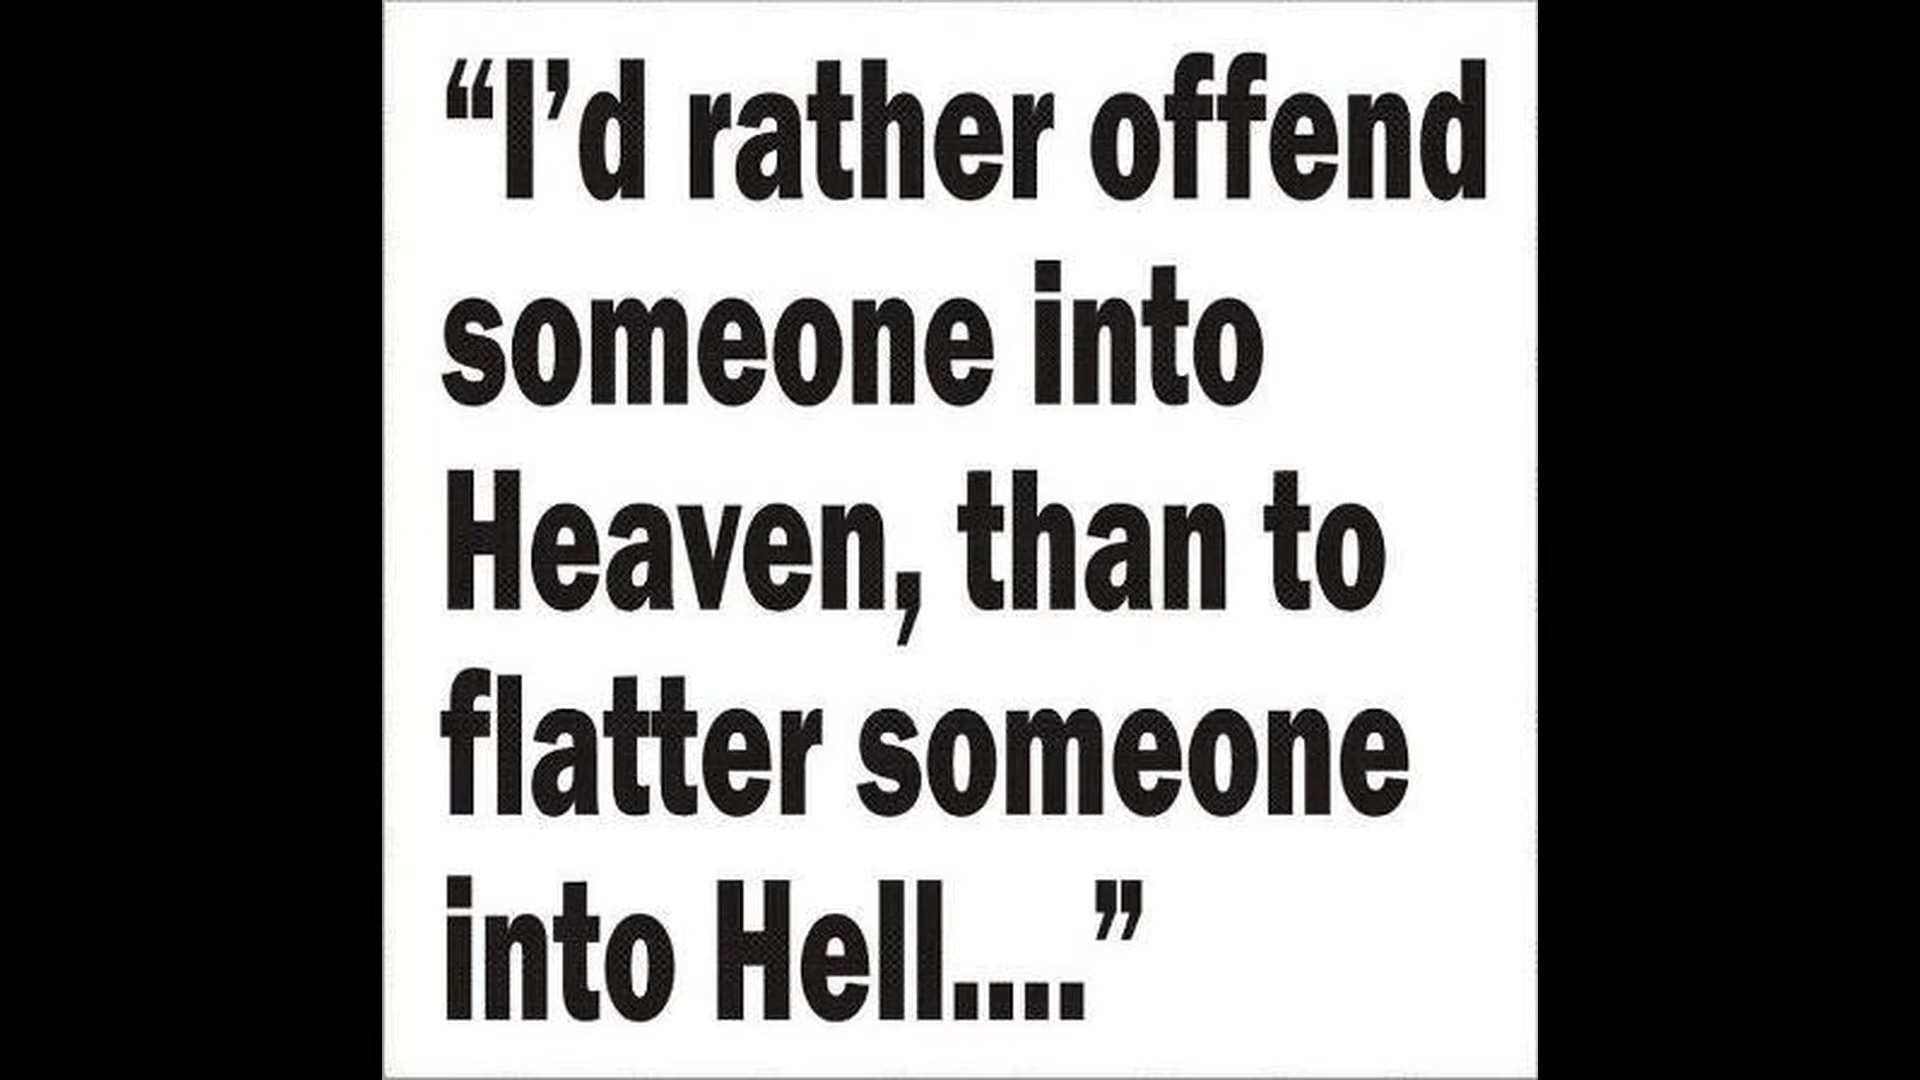 “I’d rather offend
someone into
Heaven, than to
flatter someone
into Hell....”